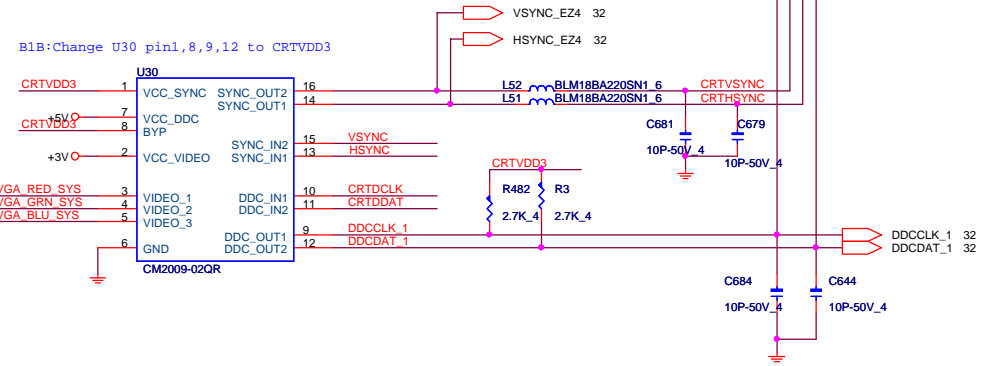 VSYNC_EZ4 32
HSYNC_EZ4 32
B1B:Change U30 pin1,8,9,12 to CRTVDD3
U30
CRTVDD3 1 VCC_SYNC SYNC_OUT2 16 L52 BLM18BA220SN1_6 CRTVSYNC
SYNC_OUT1 14 L51 BLM18BA220SN1_6 CRTHSYNC
+5V 7 VCC_DDC
CRTVDD3 8 BYP
C681 C679
SYNC_IN2 15 VSYNC
+3V 2 VCC_VIDEO SYNC_IN1 13 HSYNC
10P-50V_4 10P-50V_4
CRTVDD3
VGA_RED_SYS 3 VIDEO_1 DDC_IN1 10 CRTDCLK
VGA_GRN_SYS 4 VIDEO_2 DDC_IN2 11 CRTDDAT
VGA_BLU_SYS 5 VIDEO_3
R482 R3
2.7K_4 2.7K_4
DDC_OUT1 9 DDCCLK_1 DDCCLK_1 32
6 GND DDC_OUT2 12 DDCDAT_1 DDCDAT_1 32
CM2009-02QR
C684 C644
10P-50V_4 10P-50V_4